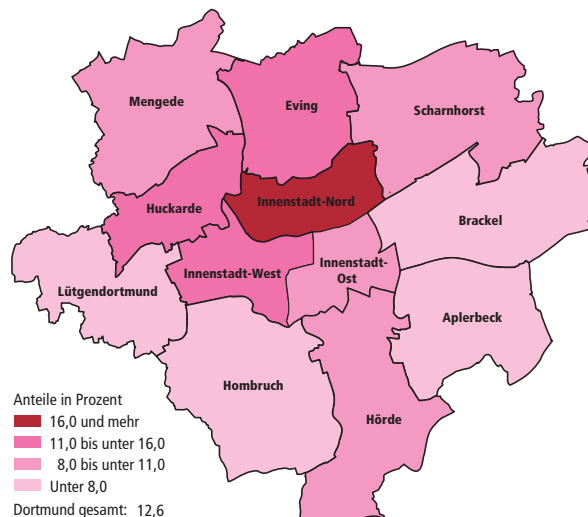 Mengede
Eving
Scharnhorst
Huckarde
Innenstadt-Nord
Brackel
Lütgendortmund
Innenstadt-West
Innenstadt-
Ost
Aplerbeck
Hombruch
Hörde
Anteile in Prozent
16,0 und mehr
11,0 bis unter 16,0
8,0 bis unter 11,0
Unter 8,0
Dortmund gesamt: 12,6